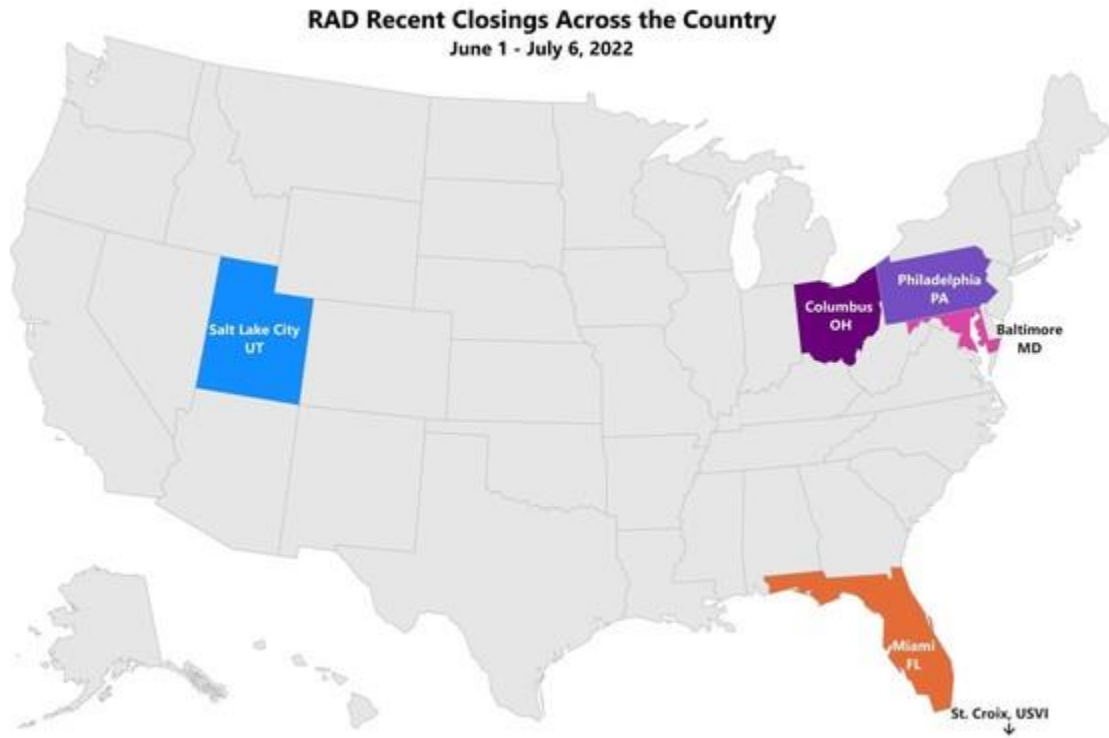 RAD Recent Closings Across the Country
June 1 - July 6, 2022
Philadelphia
PA
Columbus
OH
Salt Lake City
UT
Baltimore
MD
Miami
FL
St. Croix, USVI
↓